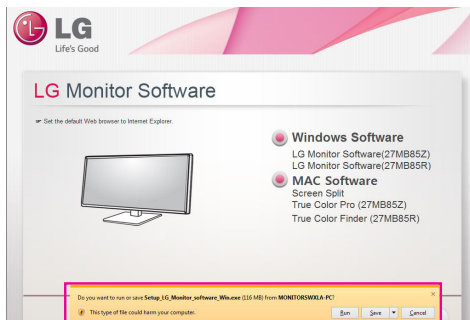 LG
Life's Good
LG Monitor Software
☞ Set the default Web browser to Internet Explorer.
Windows Software
LG Monitor Software(27MB85Z)
LG Monitor Software(27MB85R)
MAC Software
Screen Split
True Color Pro (27MB85Z)
True Color Finder (27MB85R)
Do you want to run or save Setup_LG_Monitor_software_Win.exe (116 MB) from MONITORSWXLA-PC?
×
This type of file could harm your computer.
Run Save ▼ Cancel